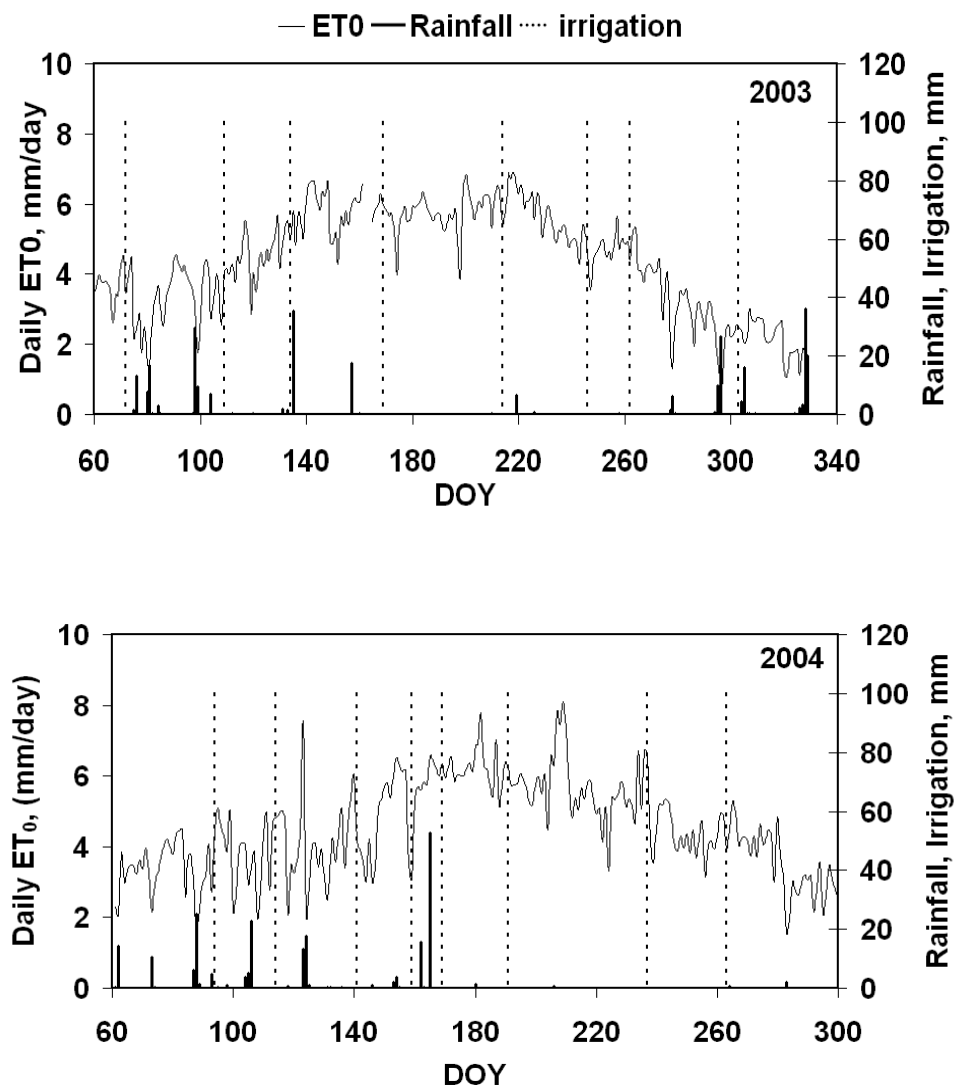 ET0 Rainfall irrigation
10 120
2003
8 100
80
6
60
4
40
2 20
0 0
60 100 140 180 220 260 300 340
DOY
Daily ET0, mm/day
Rainfall, Irrigation, mm
10 120
2004
8 100
80
6
60
4
40
2 20
0 0
60 100 140 180 220 260 300
DOY
Daily ET₀, (mm/day)
Rainfall, Irrigation, mm